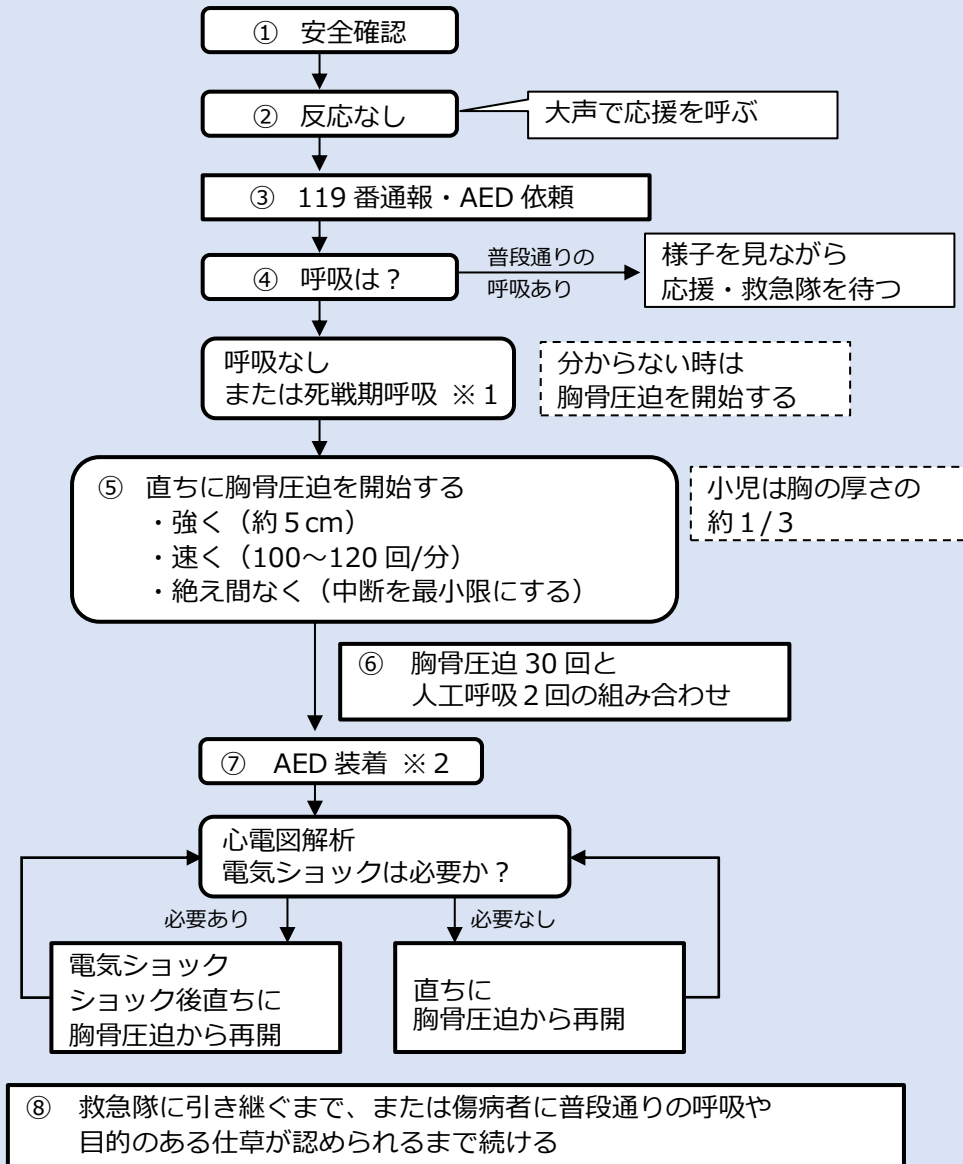 ① 安全確認
② 反応なし
大声で応援を呼ぶ
③ 119 番通報・AED 依頼
④ 呼吸は？
普段通りの
呼吸あり
様子を見ながら
応援・救急隊を待つ
呼吸なし
または死戦期呼吸 ※１
分からない時は
胸骨圧迫を開始する
⑤ 直ちに胸骨圧迫を開始する
・強く（約５cm）
・速く（100～120 回/分）
・絶え間なく（中断を最小限にする）
小児は胸の厚さの
約１/３
⑥ 胸骨圧迫 30 回と
人工呼吸２回の組み合わせ
⑦ AED 装着 ※２
心電図解析
電気ショックは必要か？
必要あり
必要なし
電気ショック
ショック後直ちに
胸骨圧迫から再開
直ちに
胸骨圧迫から再開
⑧ 救急隊に引き継ぐまで、または傷病者に普段通りの呼吸や
目的のある仕草が認められるまで続ける